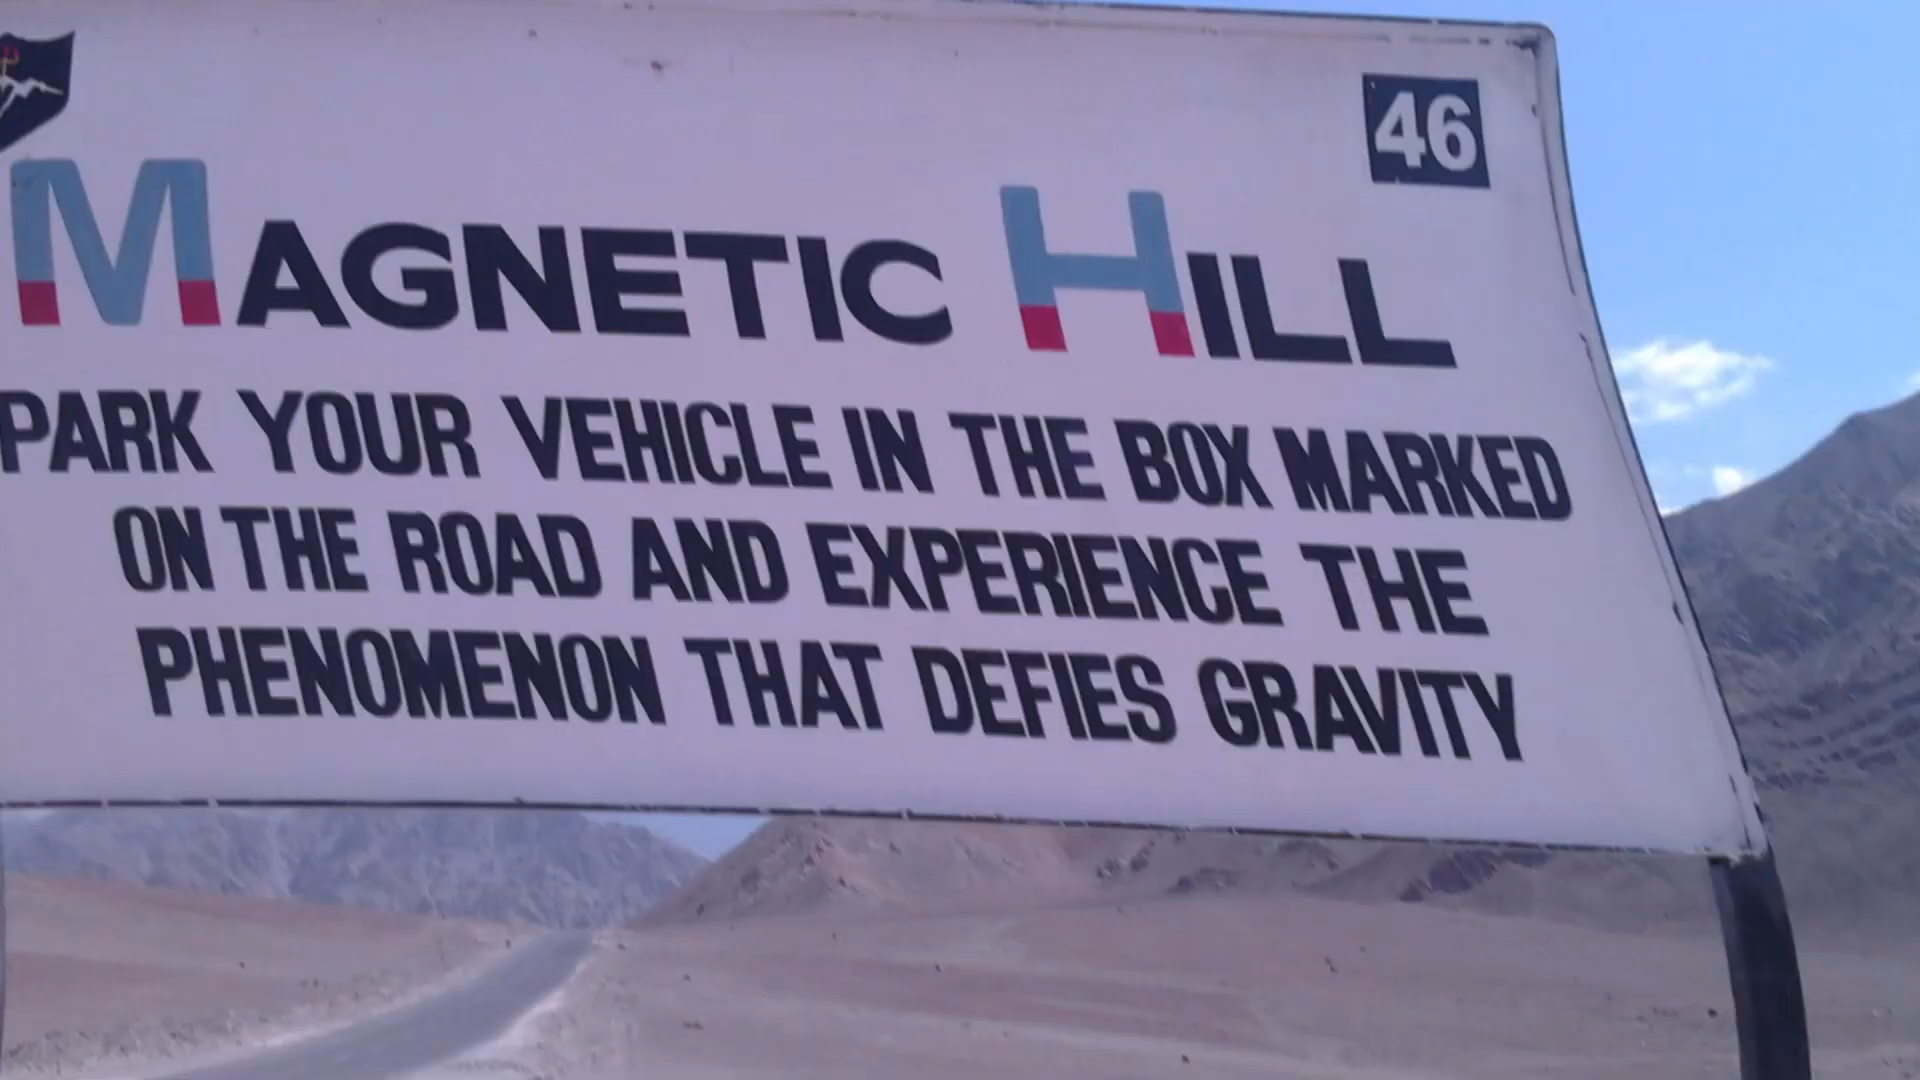 46
MAGNETIC HILL
PARK YOUR VEHICLE IN THE BOX MARKED
ON THE ROAD AND EXPERIENCE THE
PHENOMENON THAT DEFIES GRAVITY